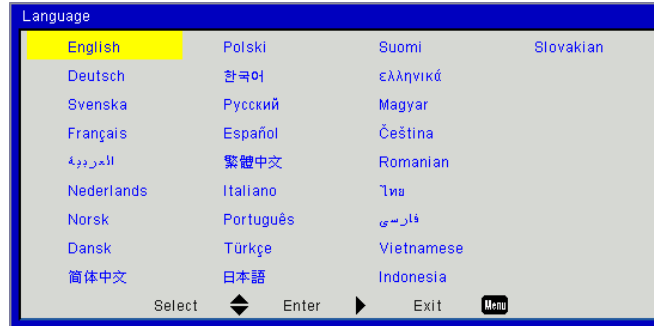 Language
English Polski Suomi Slovakian
Deutsch 한국어 ελληνικά
Svenska Русский Magyar
Français Español Čeština
العربية 繁體中文 Romanian
Nederlands Italiano ไทย
Norsk Português فارسی
Dansk Türkçe Vietnamese
简体中文 日本語 Indonesia
Select Enter Exit Menu